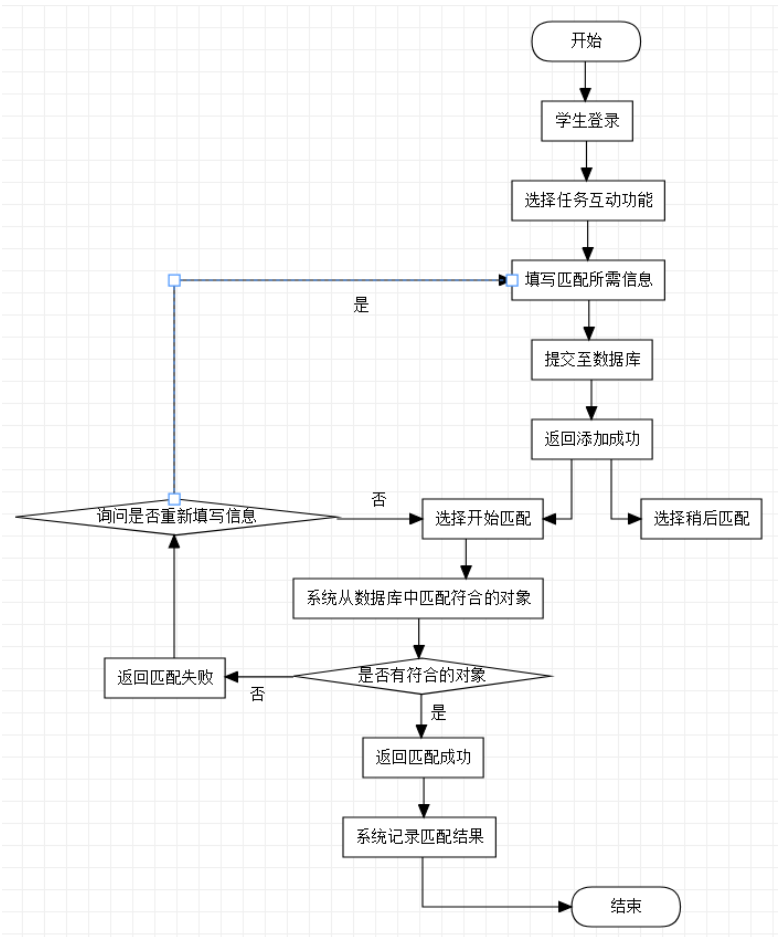 开始
学生登录
选择任务互动功能
填写匹配所需信息
是
提交至数据库
返回添加成功
询问是否重新填写信息
否
选择开始匹配
选择稍后匹配
系统从数据库中匹配符合的对象
是否有符合的对象
返回匹配失败
否
是
返回匹配成功
系统记录匹配结果
结束